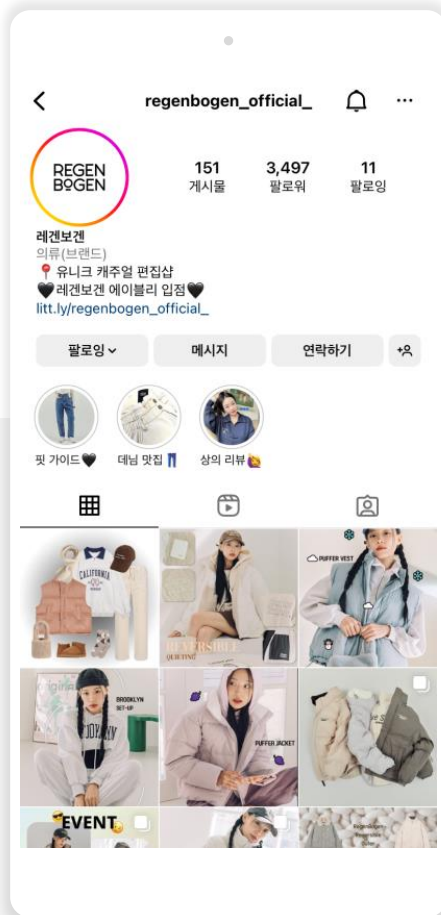 regenbogen_official_
REGEN
BOGEN
151 3,497 11
게시물 팔로워 팔로잉
레겐보겐
의류(브랜드)
📍 유니크 캐주얼 편집샵
🖤레겐보겐 에이블리 입점🖤
litt.ly/regenbogen_official_
팔로잉 메시지 연락하기
핏 가이드🖤 데님 맛집👖 상의 리뷰🙋
CALIFORNIA
REVERSIBLE
QUILTING
PUFFER VEST
BROOKLYN
SET-UP
PUFFER JACKET
EVENT
Regenbogen
Reversible